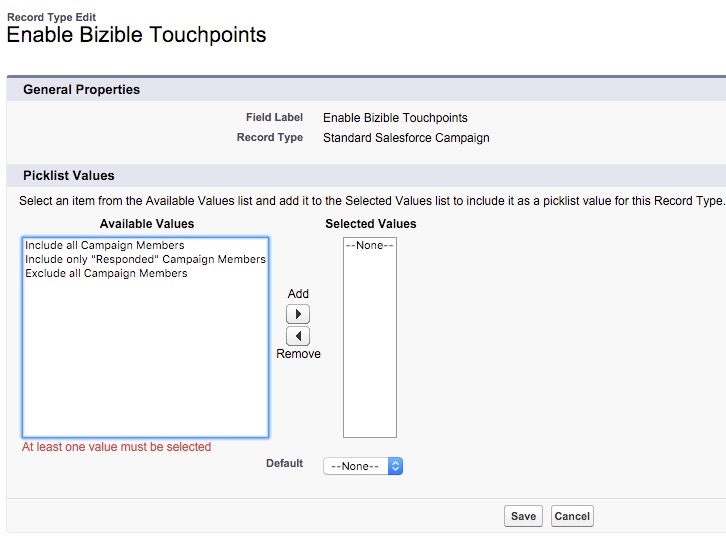 Record Type Edit
Enable Bizible Touchpoints
General Properties
Field Label Enable Bizible Touchpoints
Record Type Standard Salesforce Campaign
Picklist Values
Select an item from the Available Values list and add it to the Selected Values list to include it as a picklist value for this Record Type.
Available Values Selected Values
Include all Campaign Members
Include only "Responded" Campaign Members
Exclude all Campaign Members
--None--
Add
Remove
At least one value must be selected
Default --None--
Save Cancel